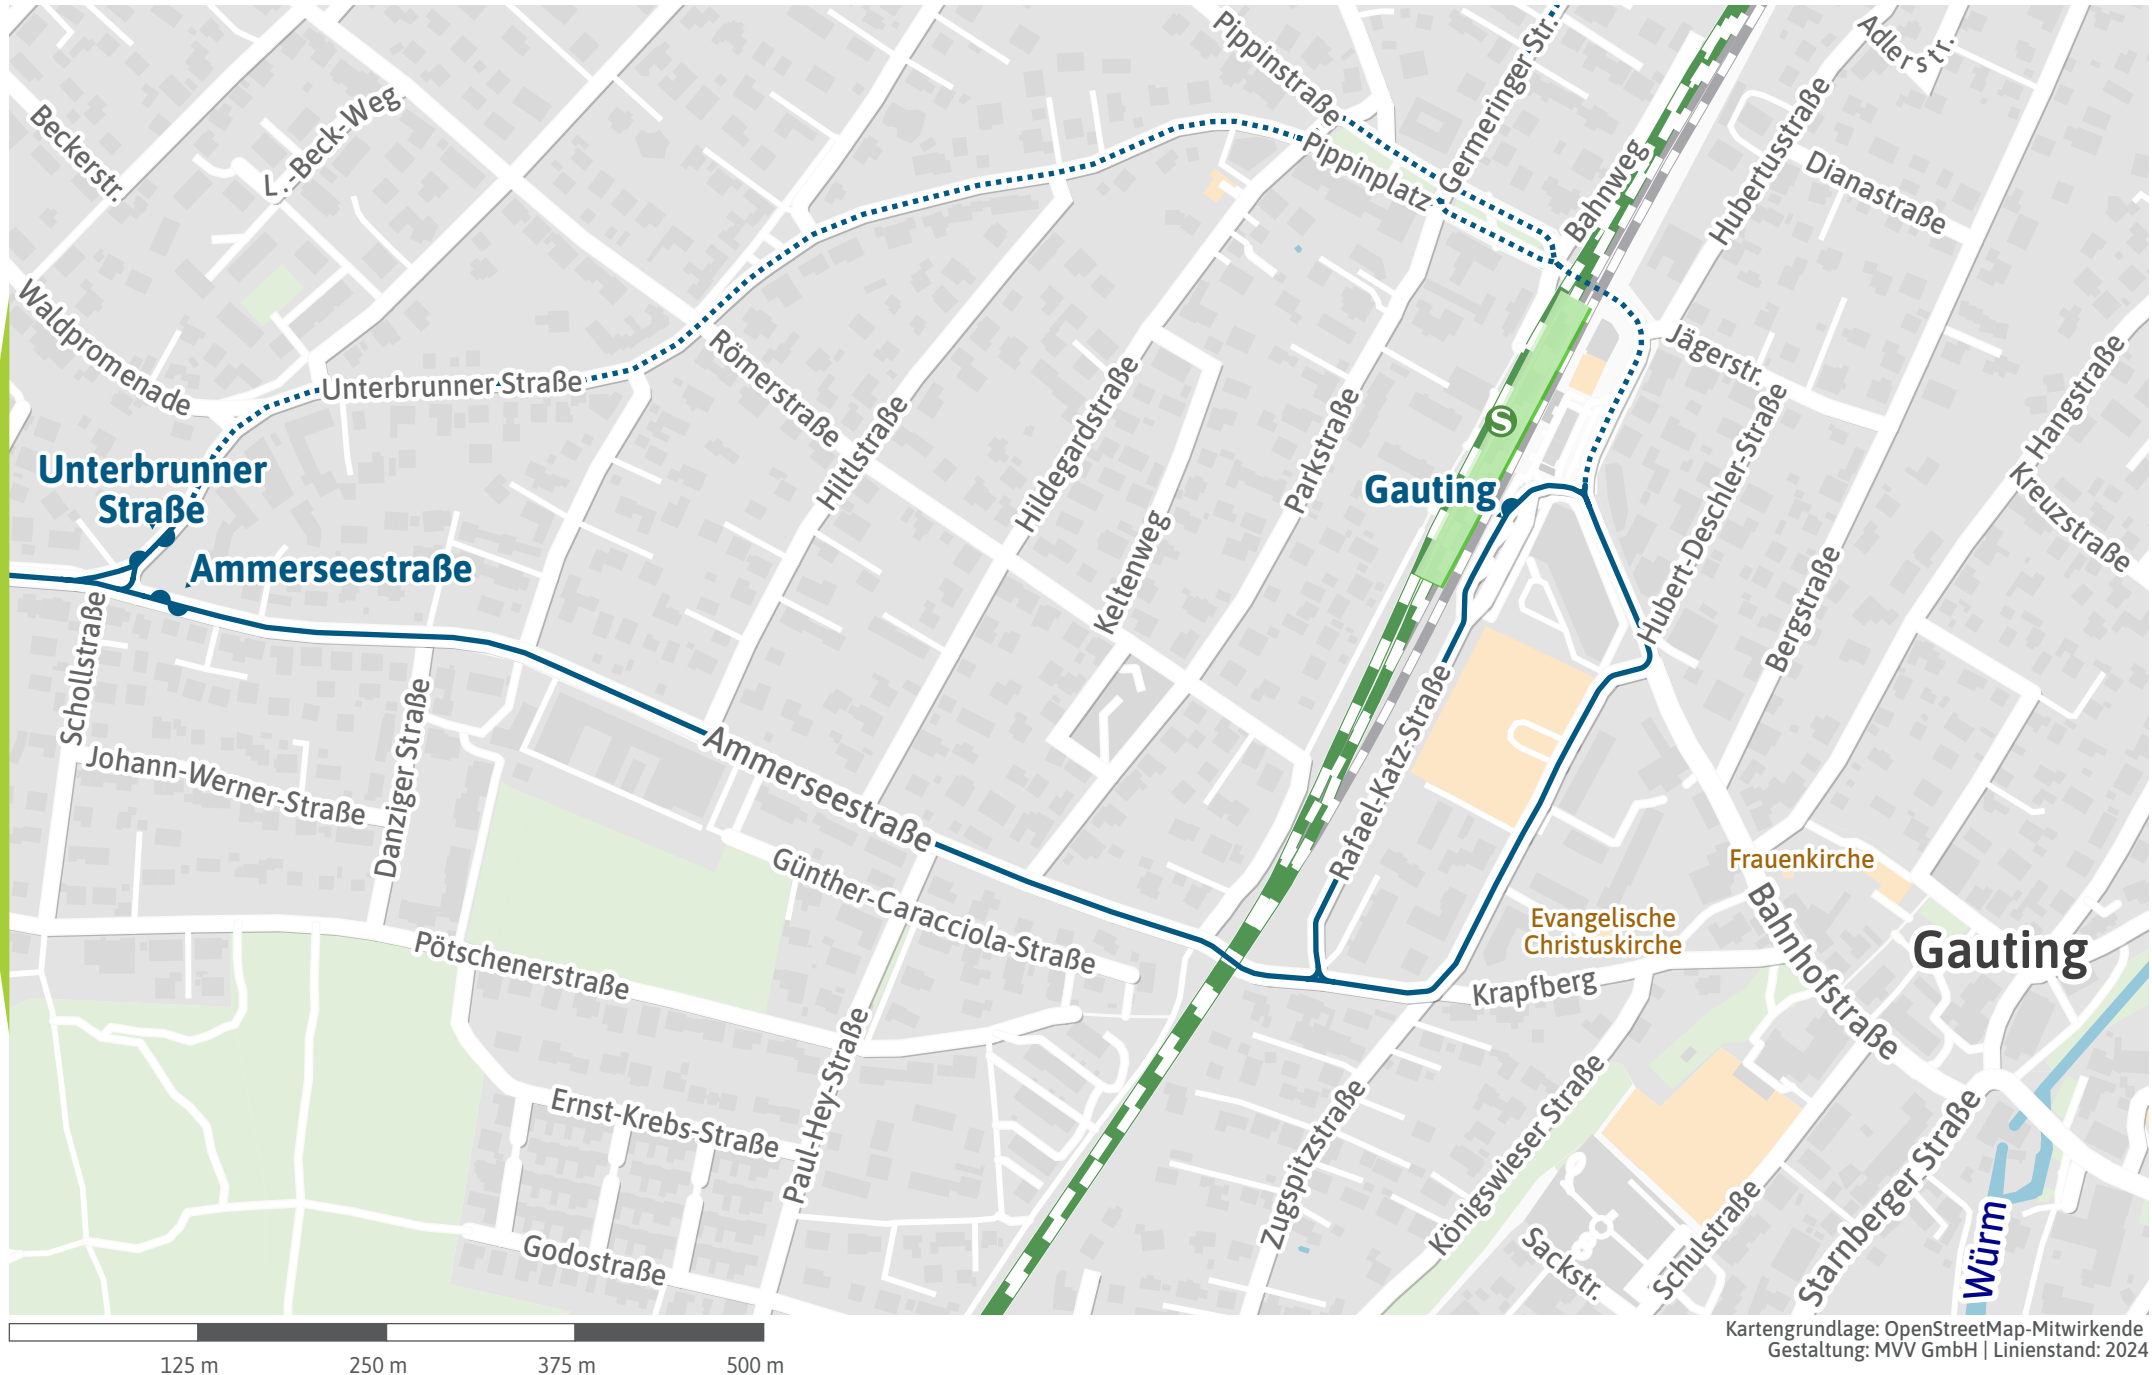 Pippinstraße
Germeringer Str.
Adlerstr.
Beckerstr.
L.-Beck-Weg
Pippinplatz
Bahnweg
Hubertusstraße
Dianastraße
Waldpromenade
Unterbrunner Straße
Römerstraße
Hiltlstraße
Hildegardstraße
Parkstraße
Jägerstr.
Hangstraße
Kreuzstraße
Hubert-Deschler-Straße
S
Gauting
Unterbrunner
Straße
Ammerseestraße
Keltenweg
Bergstraße
Schollstraße
Johann-Werner-Straße
Danziger Straße
Ammerseestraße
Rafael-Katz-Straße
Günther-Caracciola-Straße
Frauenkirche
Evangelische
Christuskirche
Gauting
Bahnhofstraße
Krapfberg
Pötschenerstraße
Paul-Hey-Straße
Ernst-Krebs-Straße
Godostraße
Zugspitzstraße
Königswieser Straße
Sackstr.
Schulstraße
Starnberger Straße
Würm
125 m
250 m
375 m
500 m
Kartengrundlage: OpenStreetMap-Mitwirkende
Gestaltung: MVV GmbH | Linienstand: 2024